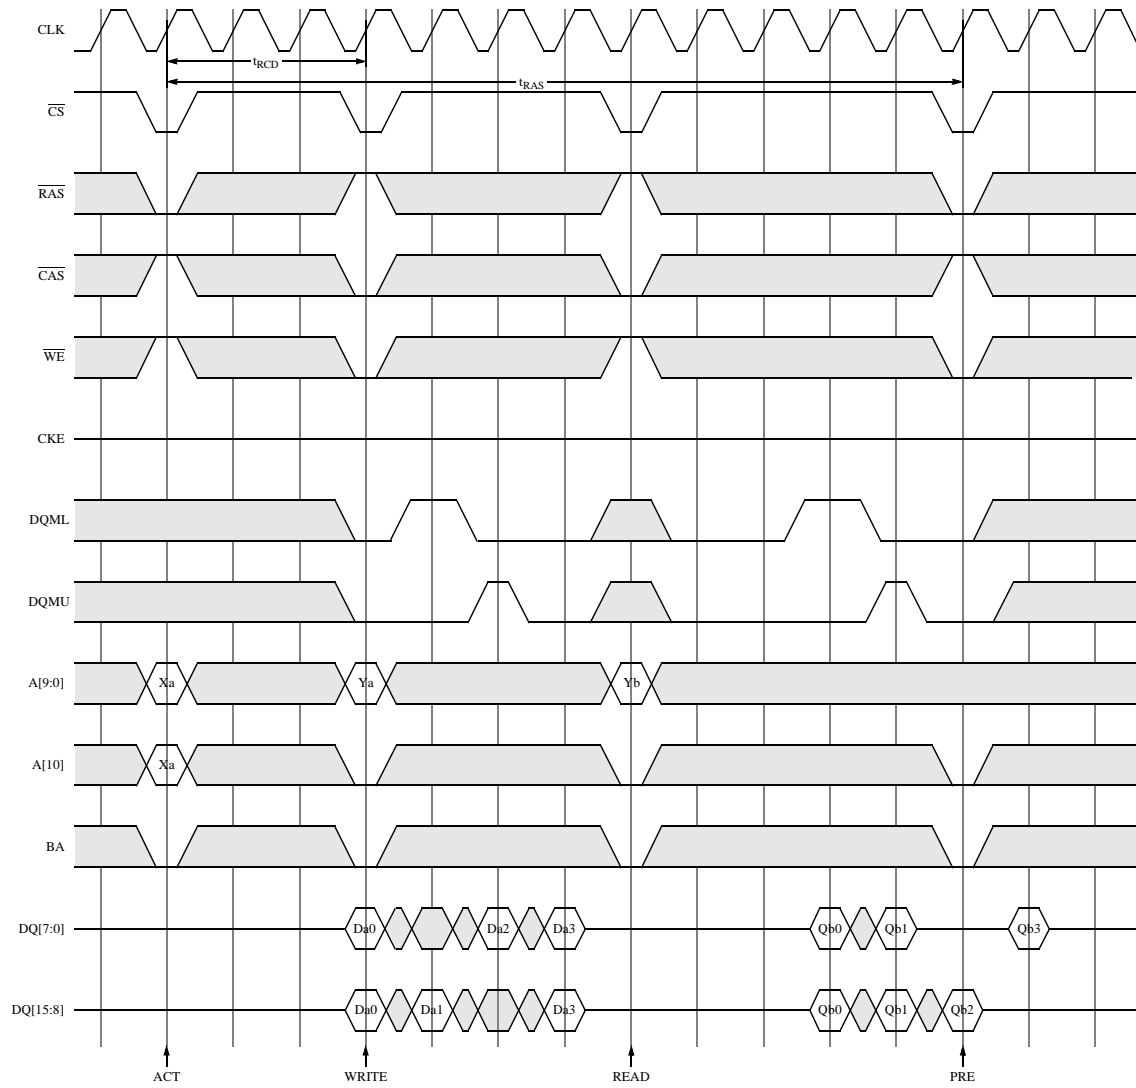 CLK
tRCD
tRAS
CS
RAS
CAS
WE
CKE
DQML
DQMU
A[9:0] Xa Ya Yb
A[10] Xa
BA
DQ[7:0] Da0 Da2 Da3 Qb0 Qb1 Qb3
DQ[15:8] Da0 Da1 Da3 Qb0 Qb1 Qb2
ACT WRITE READ PRE